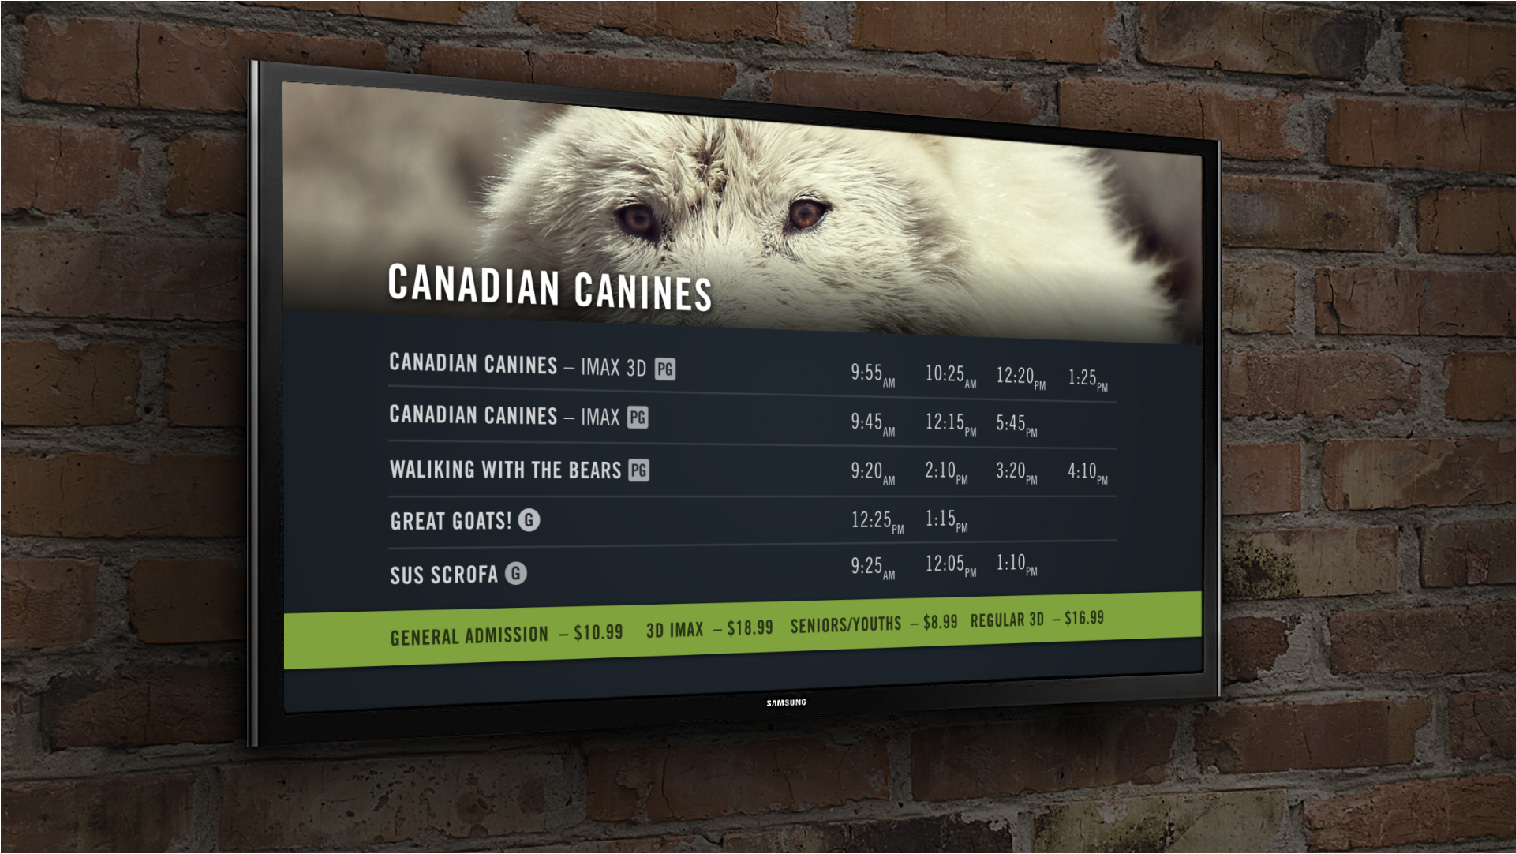 CANADIAN CANINES
CANADIAN CANINES – IMAX 3D PG 9:55AM 10:25AM 12:20PM 1:25PM
CANADIAN CANINES – IMAX PG 9:45AM 12:15PM 5:45PM
WALIKING WITH THE BEARS PG 9:20AM 2:10PM 3:20PM 4:10PM
GREAT GOATS! G 12:25PM 1:15PM
SUS SCROFA G 9:25AM 12:05PM 1:10PM
GENERAL ADMISSION – $10.99 3D IMAX – $18.99 SENIORS/YOUTHS – $8.99 REGULAR 3D – $16.99
SAMSUNG